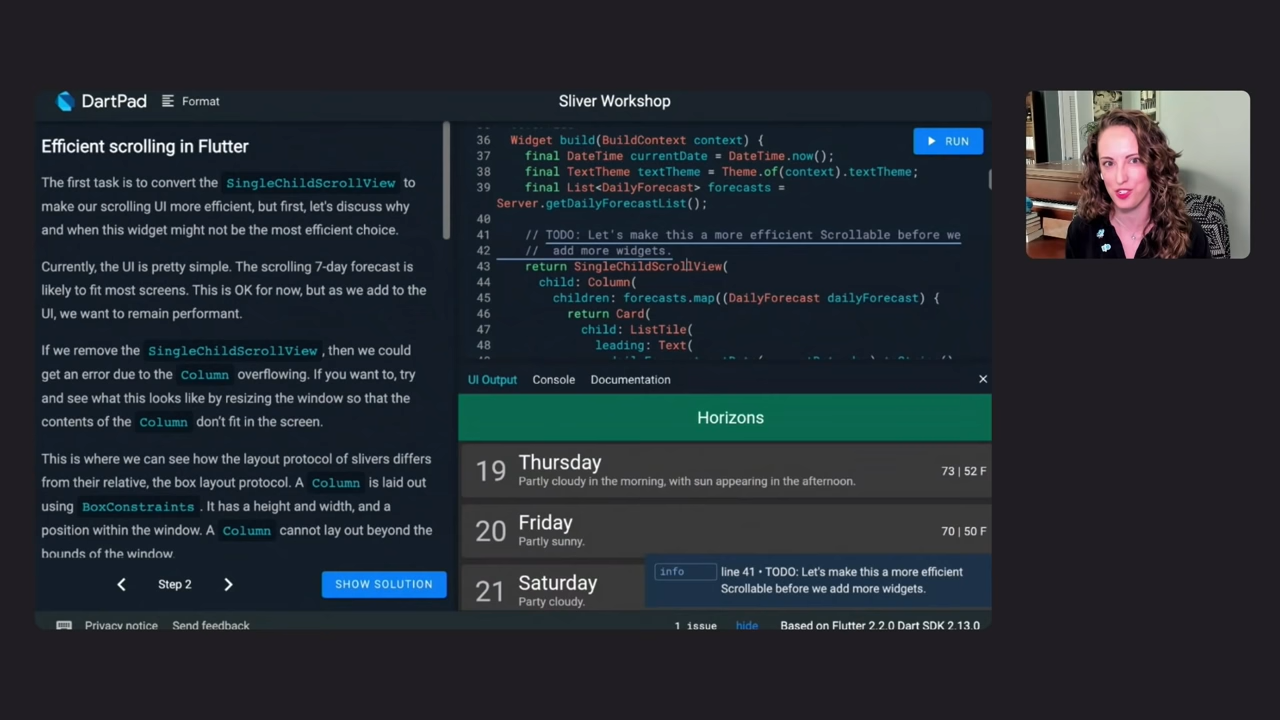 DartPad
Format
Sliver Workshop
Efficient scrolling in Flutter
The first task is to convert the SingleChildScrollView to
make our scrolling UI more efficient, but first, let's discuss why
and when this widget might not be the most efficient choice.
Currently, the UI is pretty simple. The scrolling 7-day forecast is
likely to fit most screens. This is OK for now, but as we add to the
UI, we want to remain performant.
If we remove the SingleChildScrollView, then we could
get an error due to the Column overflowing. If you want to, try
and see what this looks like by resizing the window so that the
contents of the Column don't fit in the screen.
This is where we can see how the layout protocol of slivers differs
from their relative, the box layout protocol. A Column is laid out
using BoxConstraints. It has a height and width, and a
position within the window. A Column cannot lay out beyond the
bounds of the window.
Step 2
SHOW SOLUTION
36 Widget build(BuildContext context) {
37 final DateTime currentDate = DateTime.now();
38 final TextTheme textTheme = Theme.of(context).textTheme;
39 final List<DailyForecast> forecasts =
Server.getDailyForecastList();
40
41 // TODO: Let's make this a more efficient Scrollable before we
42 //  add more widgets.
43 return SingleChildScrollView(
44 child: Column(
45 children: forecasts.map((DailyForecast dailyForecast) {
46 return Card(
47 child: ListTile(
48 leading: Text(
RUN
UI Output
Console
Documentation
Horizons
19 Thursday 73 | 52 F
Partly cloudy in the morning, with sun appearing in the afternoon.
20 Friday 70 | 50 F
Partly sunny.
21 Saturday
Party cloudy.
info line 41 • TODO: Let's make this a more efficient
Scrollable before we add more widgets.
Privacy notice
Send feedback
1 issue
hide
Based on Flutter 2.2.0 Dart SDK 2.13.0